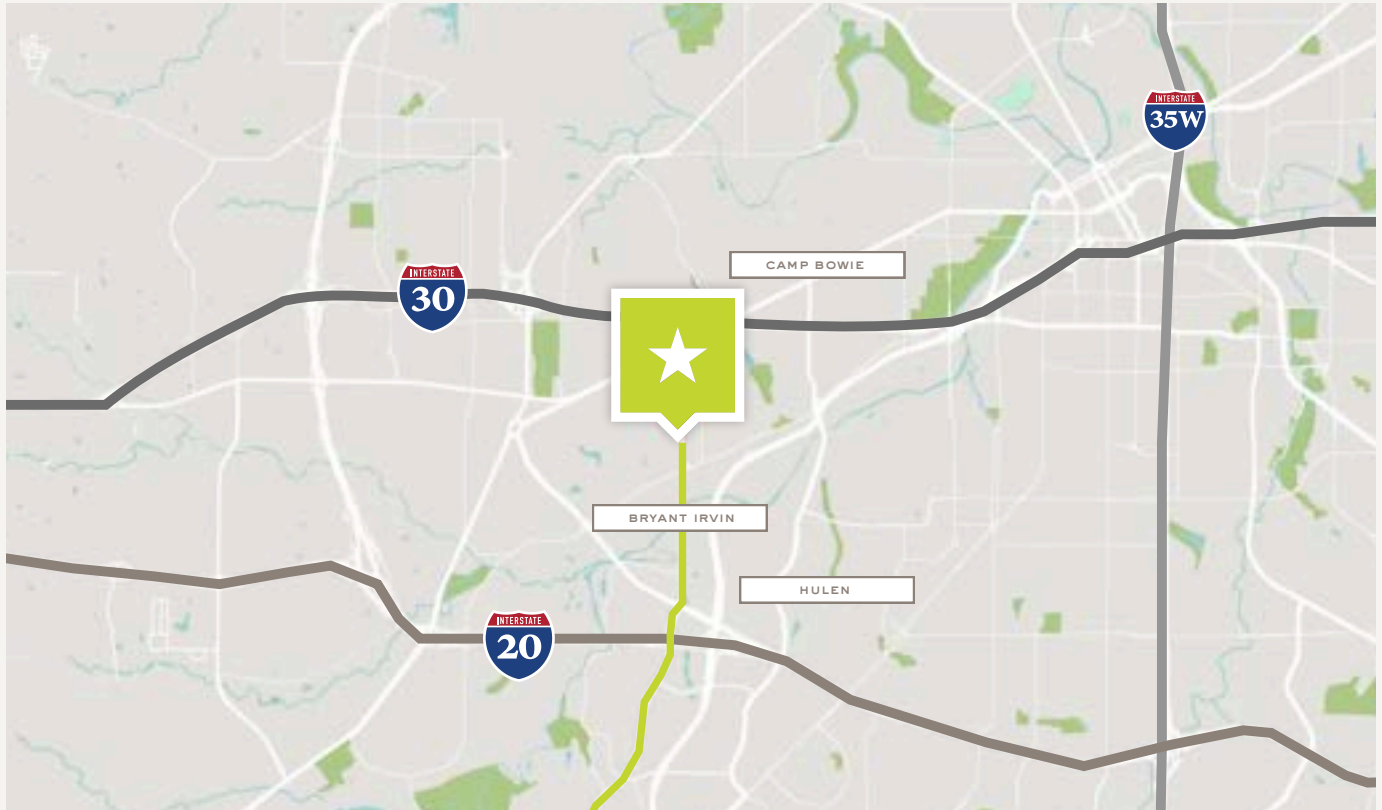 INTERSTATE
35W
CAMP BOWIE
INTERSTATE
30
BRYANT IRVIN
HULEN
INTERSTATE
20